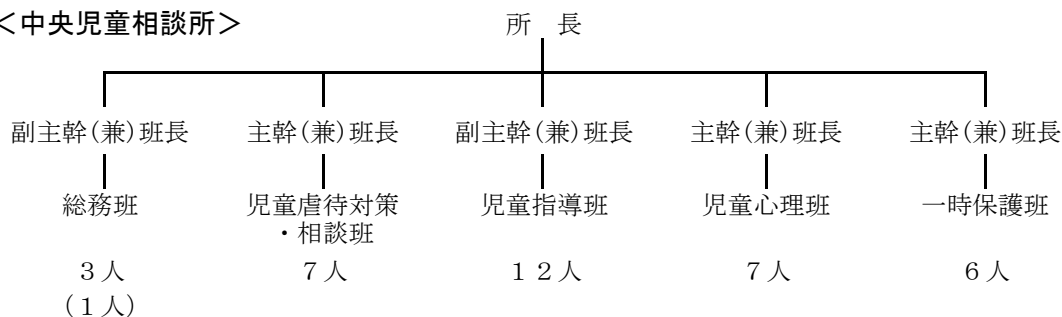 ＜中央児童相談所＞
所　長
副主幹(兼)班長　主幹(兼)班長　副主幹(兼)班長　主幹(兼)班長　主幹(兼)班長
総務班　児童虐待対策　児童指導班　児童心理班　一時保護班
・相談班
３人　７人　１２人　７人　６人
(１人)